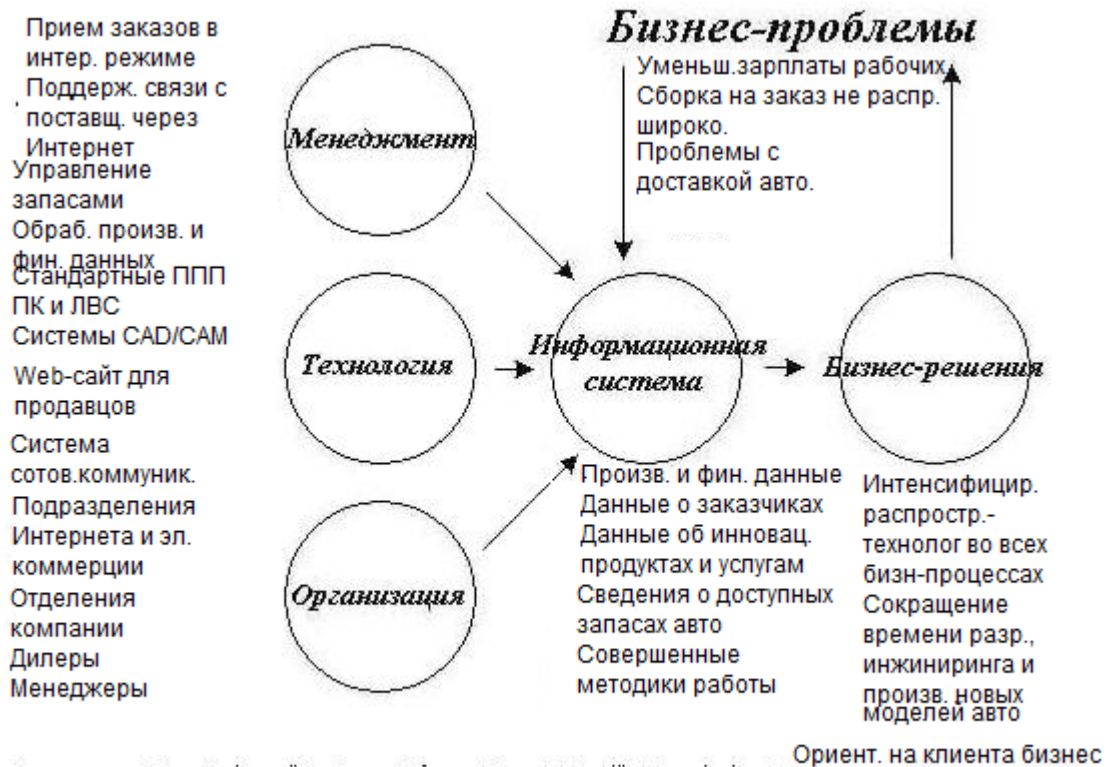 Прием заказов в
интер. режиме
Поддерж. связи с
поставщ. через
Интернет
Управление
запасами
Обраб. произв. и
фин. данных
Стандартные ППП
ПК и ЛВС
Системы CAD/CAM
Web-сайт для
продавцов
Система
сотов.коммуник.
Подразделения
Интернета и эл.
коммерции
Отделения
компании
Дилеры
Менеджеры
Менеджмент
Технология
Организация
Бизнес-проблемы
Уменьш.зарплаты рабочих
Сборка на заказ не распр.
широко.
Проблемы с
доставкой авто.
Информационная
система
Произв. и фин. данные
Данные о заказчиках
Данные об инновац.
продуктах и услугам
Сведения о доступных
запасах авто
Совершенные
методики работы
Бизнес-решения
Интенсифицир.
распростр.-
технолог во всех
бизн-процессах
Сокращение
времени разр.,
инжиниринга и
произв. новых
моделей авто
Ориент. на клиента бизнес